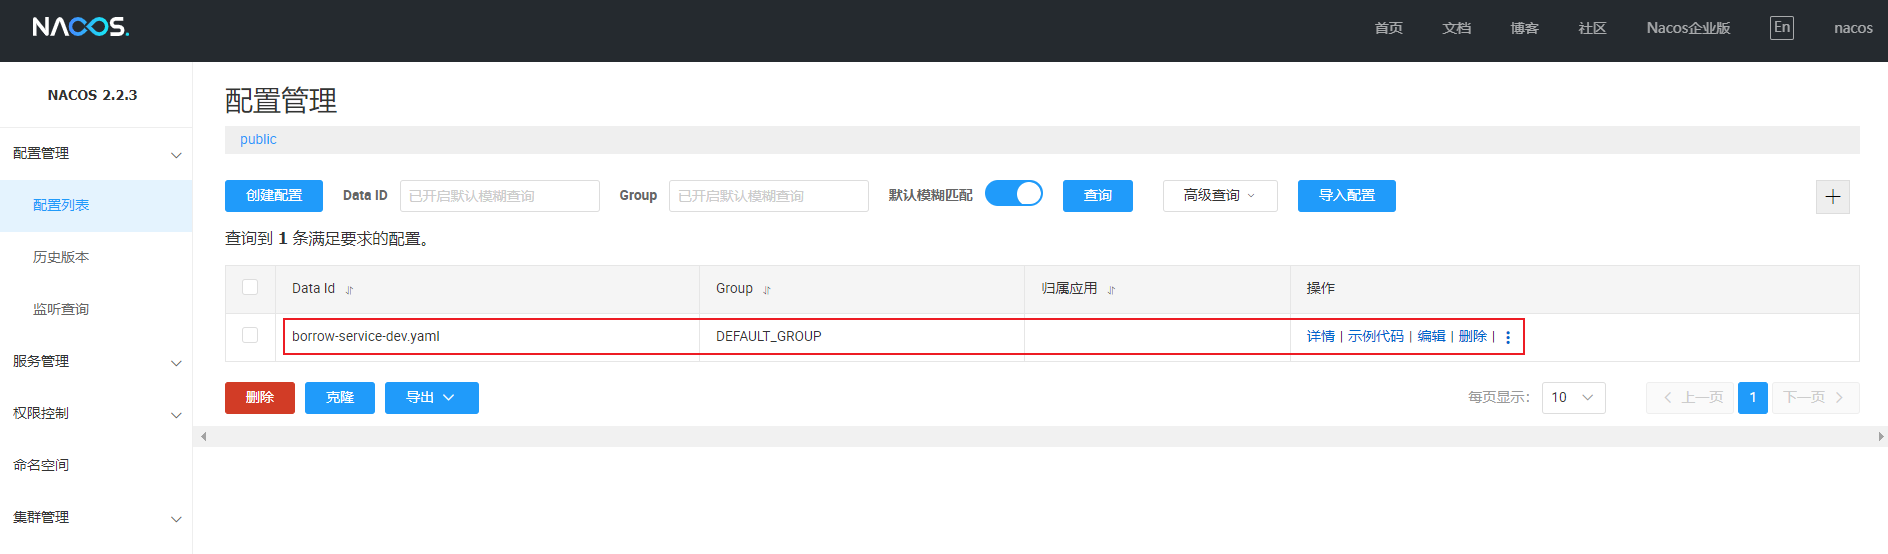 NACOS.
首页 文档 博客 社区 Nacos企业版 En nacos
NACOS 2.2.3
配置管理
配置列表
历史版本
监听查询
服务管理
权限控制
命名空间
集群管理
配置管理
public
创建配置 Data ID 已开启默认模糊查询 Group 已开启默认模糊查询 默认模糊匹配 查询 高级查询 导入配置
查询到 1 条满足要求的配置。
Data Id Group 归属应用 操作
borrow-service-dev.yaml DEFAULT_GROUP 详情 | 示例代码 | 编辑 | 删除 |
删除 克隆 导出 每页显示: 10 上一页 1 下一页